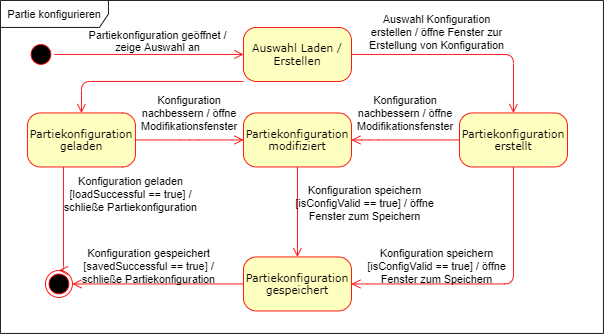 Partie konfigurieren
Partiekonfiguration geöffnet /
zeige Auswahl an
Auswahl Laden /
Erstellen
Auswahl Konfiguration
erstellen / öffne Fenster zur
Erstellung von Konfiguration
Partiekonfiguration
geladen
Konfiguration
nachbessern / öffne
Modifikationsfenster
Partiekonfiguration
modifiziert
Konfiguration
nachbessern / öffne
Modifikationsfenster
Partiekonfiguration
erstellt
Konfiguration geladen
[loadSuccessful == true] /
schließe Partiekonfiguration
Konfiguration speichern
[isConfigValid == true] / öffne
Fenster zum Speichern
Konfiguration gespeichert
[savedSuccessful == true] /
schließe Partiekonfiguration
Partiekonfiguration
gespeichert
Konfiguration speichern
[isConfigValid == true] / öffne
Fenster zum Speichern